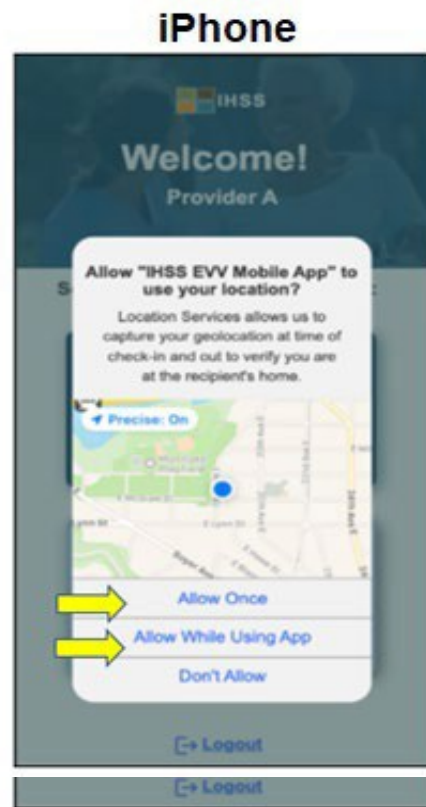 iPhone
IHSS
Welcome!
Provider A
Allow "IHSS EVV Mobile App" to
use your location?
Location Services allows us to
capture your geolocation at time of
check-in and out to verify you are
at the recipient's home.
Precise: On
Allow Once
Allow While Using App
Don't Allow
Logout
Logout